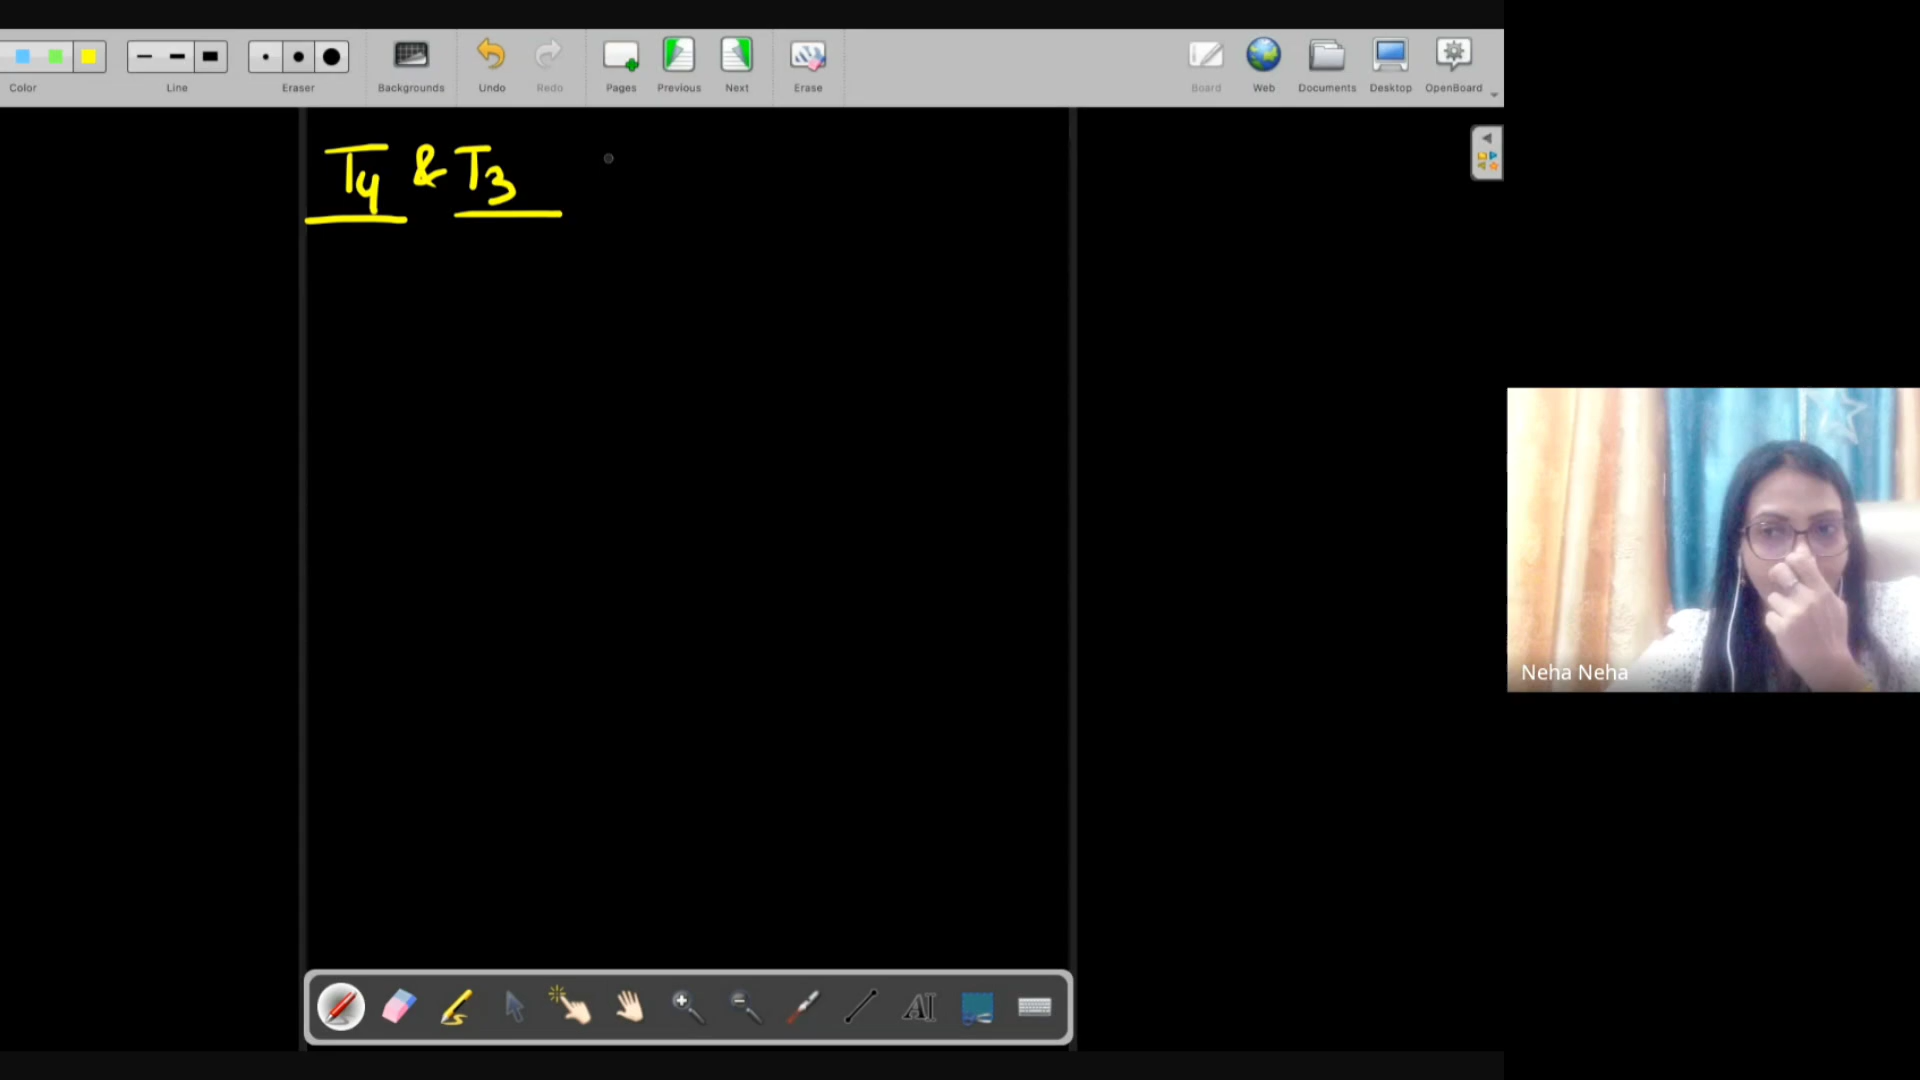 Color Line Eraser Backgrounds Undo Redo Pages Previous Next Erase Board Web Documents Desktop OpenBoard
T4 & T3
Neha Neha
AI